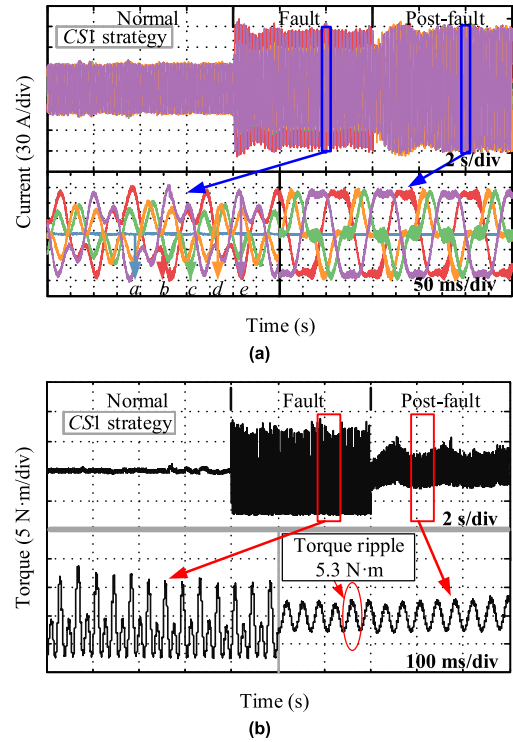 Normal Fault Post-fault
CS1 strategy
Current (30 A/div)
2 s/div
a b c d e
50 ms/div
Time (s)
(a)
Normal Fault Post-fault
CS1 strategy
Torque (5 N·m/div)
2 s/div
Torque ripple
5.3 N·m
100 ms/div
Time (s)
(b)